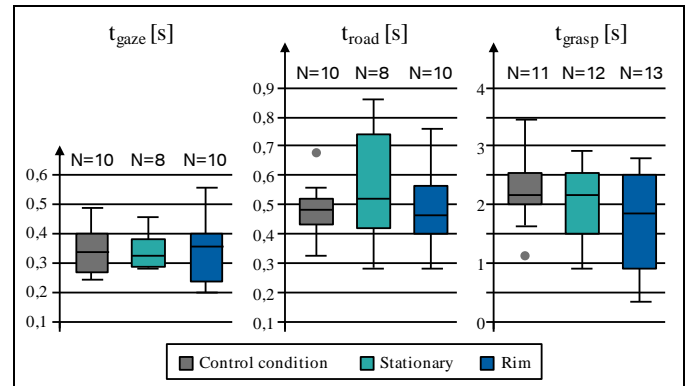 t_gaze [s]
N=10 N=8 N=10
0,6
0,5
0,4
0,3
0,2
0,1
t_road [s]
N=10 N=8 N=10
0,9
0,8
0,7
0,6
0,5
0,4
0,3
0,2
0,1
t_grasp [s]
N=11 N=12 N=13
4
3
2
1
0
Control condition Stationary Rim